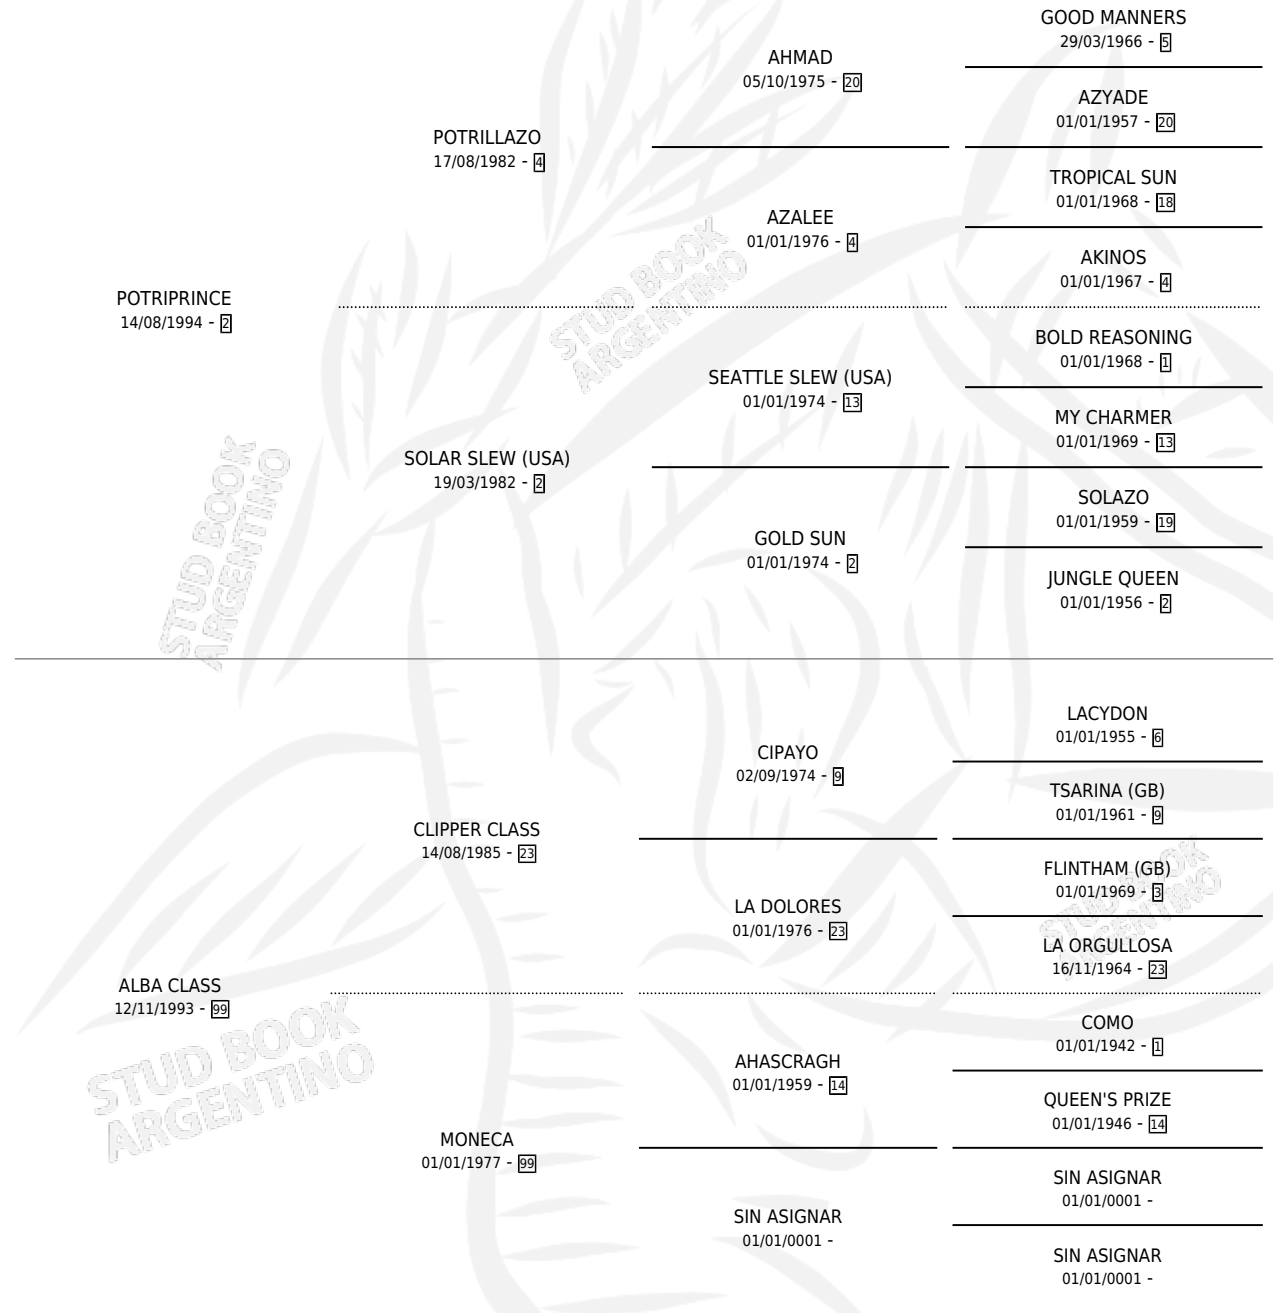 GOOD MANNERS
29/03/1966 - 5
AHMAD
05/10/1975 - 20
AZYADE
01/01/1957 - 20
POTRILLAZO
17/08/1982 - 4
TROPICAL SUN
01/01/1968 - 18
AZALEE
01/01/1976 - 4
AKINOS
01/01/1967 - 4
POTRIPRINCE
14/08/1994 - 2
BOLD REASONING
01/01/1968 - 1
SEATTLE SLEW (USA)
01/01/1974 - 13
MY CHARMER
01/01/1969 - 13
SOLAR SLEW (USA)
19/03/1982 - 2
SOLAZO
01/01/1959 - 19
GOLD SUN
01/01/1974 - 2
JUNGLE QUEEN
01/01/1956 - 2
LACYDON
01/01/1955 - 6
CIPAYO
02/09/1974 - 9
TSARINA (GB)
01/01/1961 - 9
CLIPPER CLASS
14/08/1985 - 23
FLINTHAM (GB)
01/01/1969 - 3
LA DOLORES
01/01/1976 - 23
LA ORGULLOSA
16/11/1964 - 23
ALBA CLASS
12/11/1993 - 99
COMO
01/01/1942 - 1
AHASCRAGH
01/01/1959 - 14
QUEEN'S PRIZE
01/01/1946 - 14
MONECA
01/01/1977 - 99
SIN ASIGNAR
01/01/0001 -
SIN ASIGNAR
01/01/0001 -
SIN ASIGNAR
01/01/0001 -
STUD BOOK
ARGENTINO
STUD BOOK
ARGENTINO
STUD BOOK
ARGENTINO
STUD BOOK
ARGENTINO